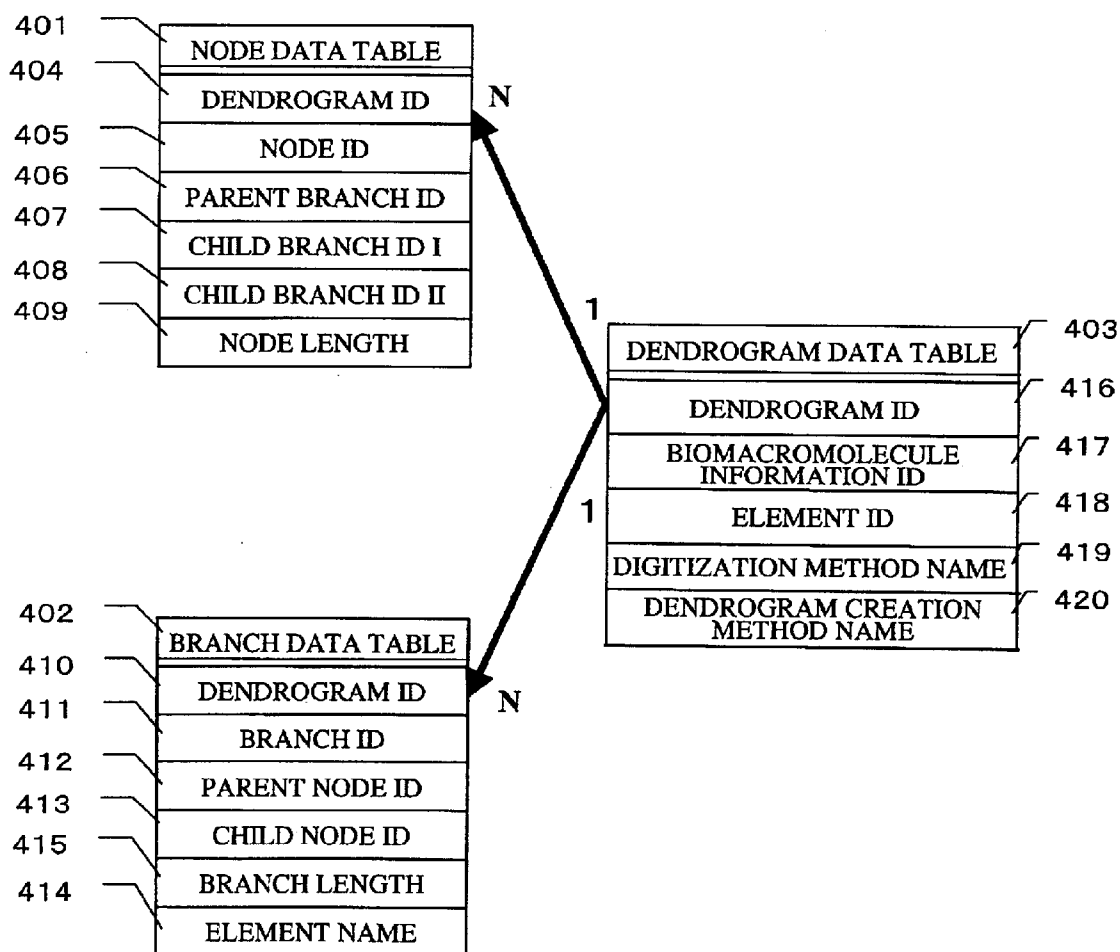 401
NODE DATA TABLE
404
DENDROGRAM ID
N
405
NODE ID
406
PARENT BRANCH ID
407
CHILD BRANCH ID I
408
CHILD BRANCH ID II
409
NODE LENGTH
1
403
DENDROGRAM DATA TABLE
416
DENDROGRAM ID
417
BIOMACROMOLECULE
INFORMATION ID
1
418
ELEMENT ID
419
DIGITIZATION METHOD NAME
420
DENDROGRAM CREATION
METHOD NAME
402
BRANCH DATA TABLE
410
DENDROGRAM ID
N
411
BRANCH ID
412
PARENT NODE ID
413
CHILD NODE ID
415
BRANCH LENGTH
414
ELEMENT NAME